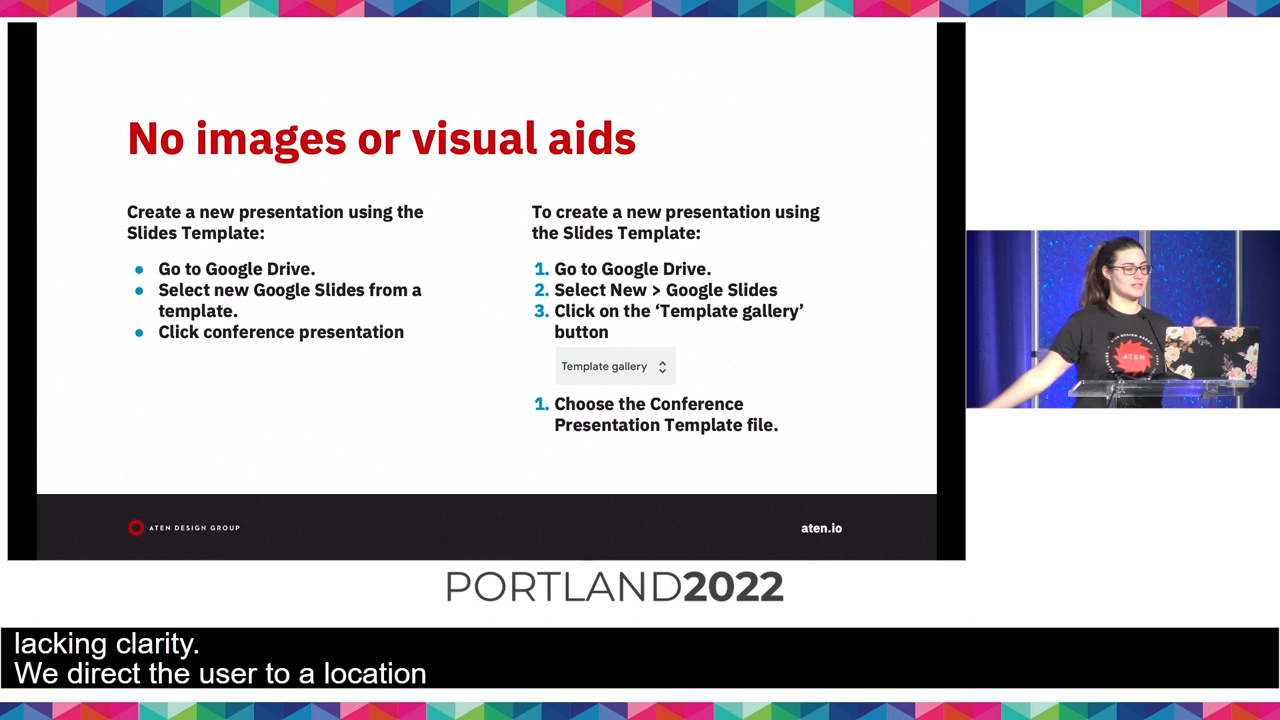 No images or visual aids
Create a new presentation using the
Slides Template:
● Go to Google Drive.
● Select new Google Slides from a
template.
● Click conference presentation
To create a new presentation using
the Slides Template:
1. Go to Google Drive.
2. Select New > Google Slides
3. Click on the ‘Template gallery’
button
Template gallery
1. Choose the Conference
Presentation Template file.
ATEN DESIGN GROUP
aten.io
ATEN
PORTLAND2022
lacking clarity.
We direct the user to a location